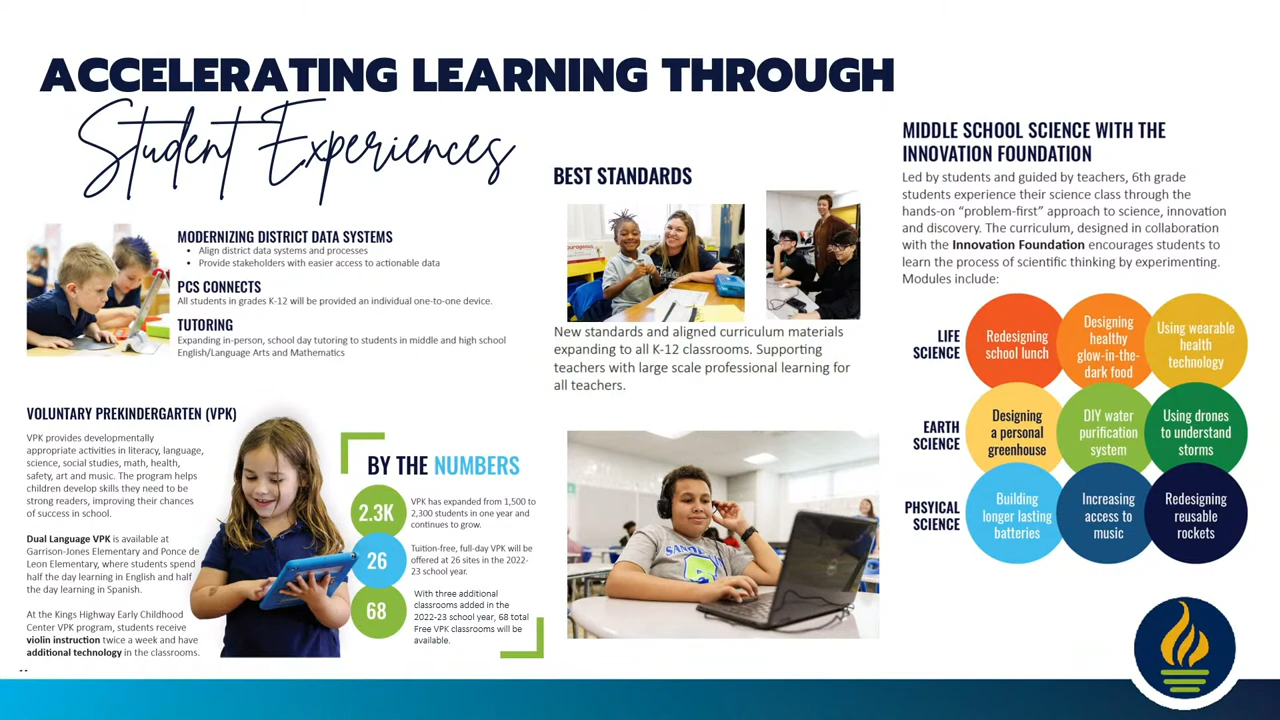 ACCELERATING LEARNING THROUGH
Student Experiences
MODERNIZING DISTRICT DATA SYSTEMS
• Align district data systems and processes
• Provide stakeholders with easier access to actionable data
PCS CONNECTS
All students in grades K-12 will be provided an individual one-to-one device.
TUTORING
Expanding in-person, school day tutoring to students in middle and high school
English/Language Arts and Mathematics
VOLUNTARY PREKINDERGARTEN (VPK)
VPK provides developmentally
appropriate activities in literacy, language,
science, social studies, math, health,
safety, art and music. The program helps
children develop skills they need to be
strong readers, improving their chances
of success in school.
Dual Language VPK is available at
Garrison-Jones Elementary and Ponce de
Leon Elementary, where students spend
half the day learning in English and half
the day learning in Spanish.
At the Kings Highway Early Childhood
Center VPK program, students receive
violin instruction twice a week and have
additional technology in the classrooms.
BY THE NUMBERS
2.3K
VPK has expanded from 1,500 to
2,300 students in one year and
continues to grow.
26
Tuition-free, full-day VPK will be
offered at 26 sites in the 2022-
23 school year.
68
With three additional
classrooms added in the
2022-23 school year, 68 total
Free VPK classrooms will be
available.
BEST STANDARDS
New standards and aligned curriculum materials
expanding to all K-12 classrooms. Supporting
teachers with large scale professional learning for
all teachers.
MIDDLE SCHOOL SCIENCE WITH THE
INNOVATION FOUNDATION
Led by students and guided by teachers, 6th grade
students experience their science class through the
hands-on “problem-first” approach to science, innovation
and discovery. The curriculum, designed in collaboration
with the Innovation Foundation encourages students to
learn the process of scientific thinking by experimenting.
Modules include:
LIFE
SCIENCE
Redesigning
school lunch
Designing
healthy
glow-in-the-
dark food
Using wearable
health
technology
EARTH
SCIENCE
Designing
a personal
greenhouse
DIY water
purification
system
Using drones
to understand
storms
PHSYICAL
SCIENCE
Building
longer lasting
batteries
Increasing
access to
music
Redesigning
reusable
rockets